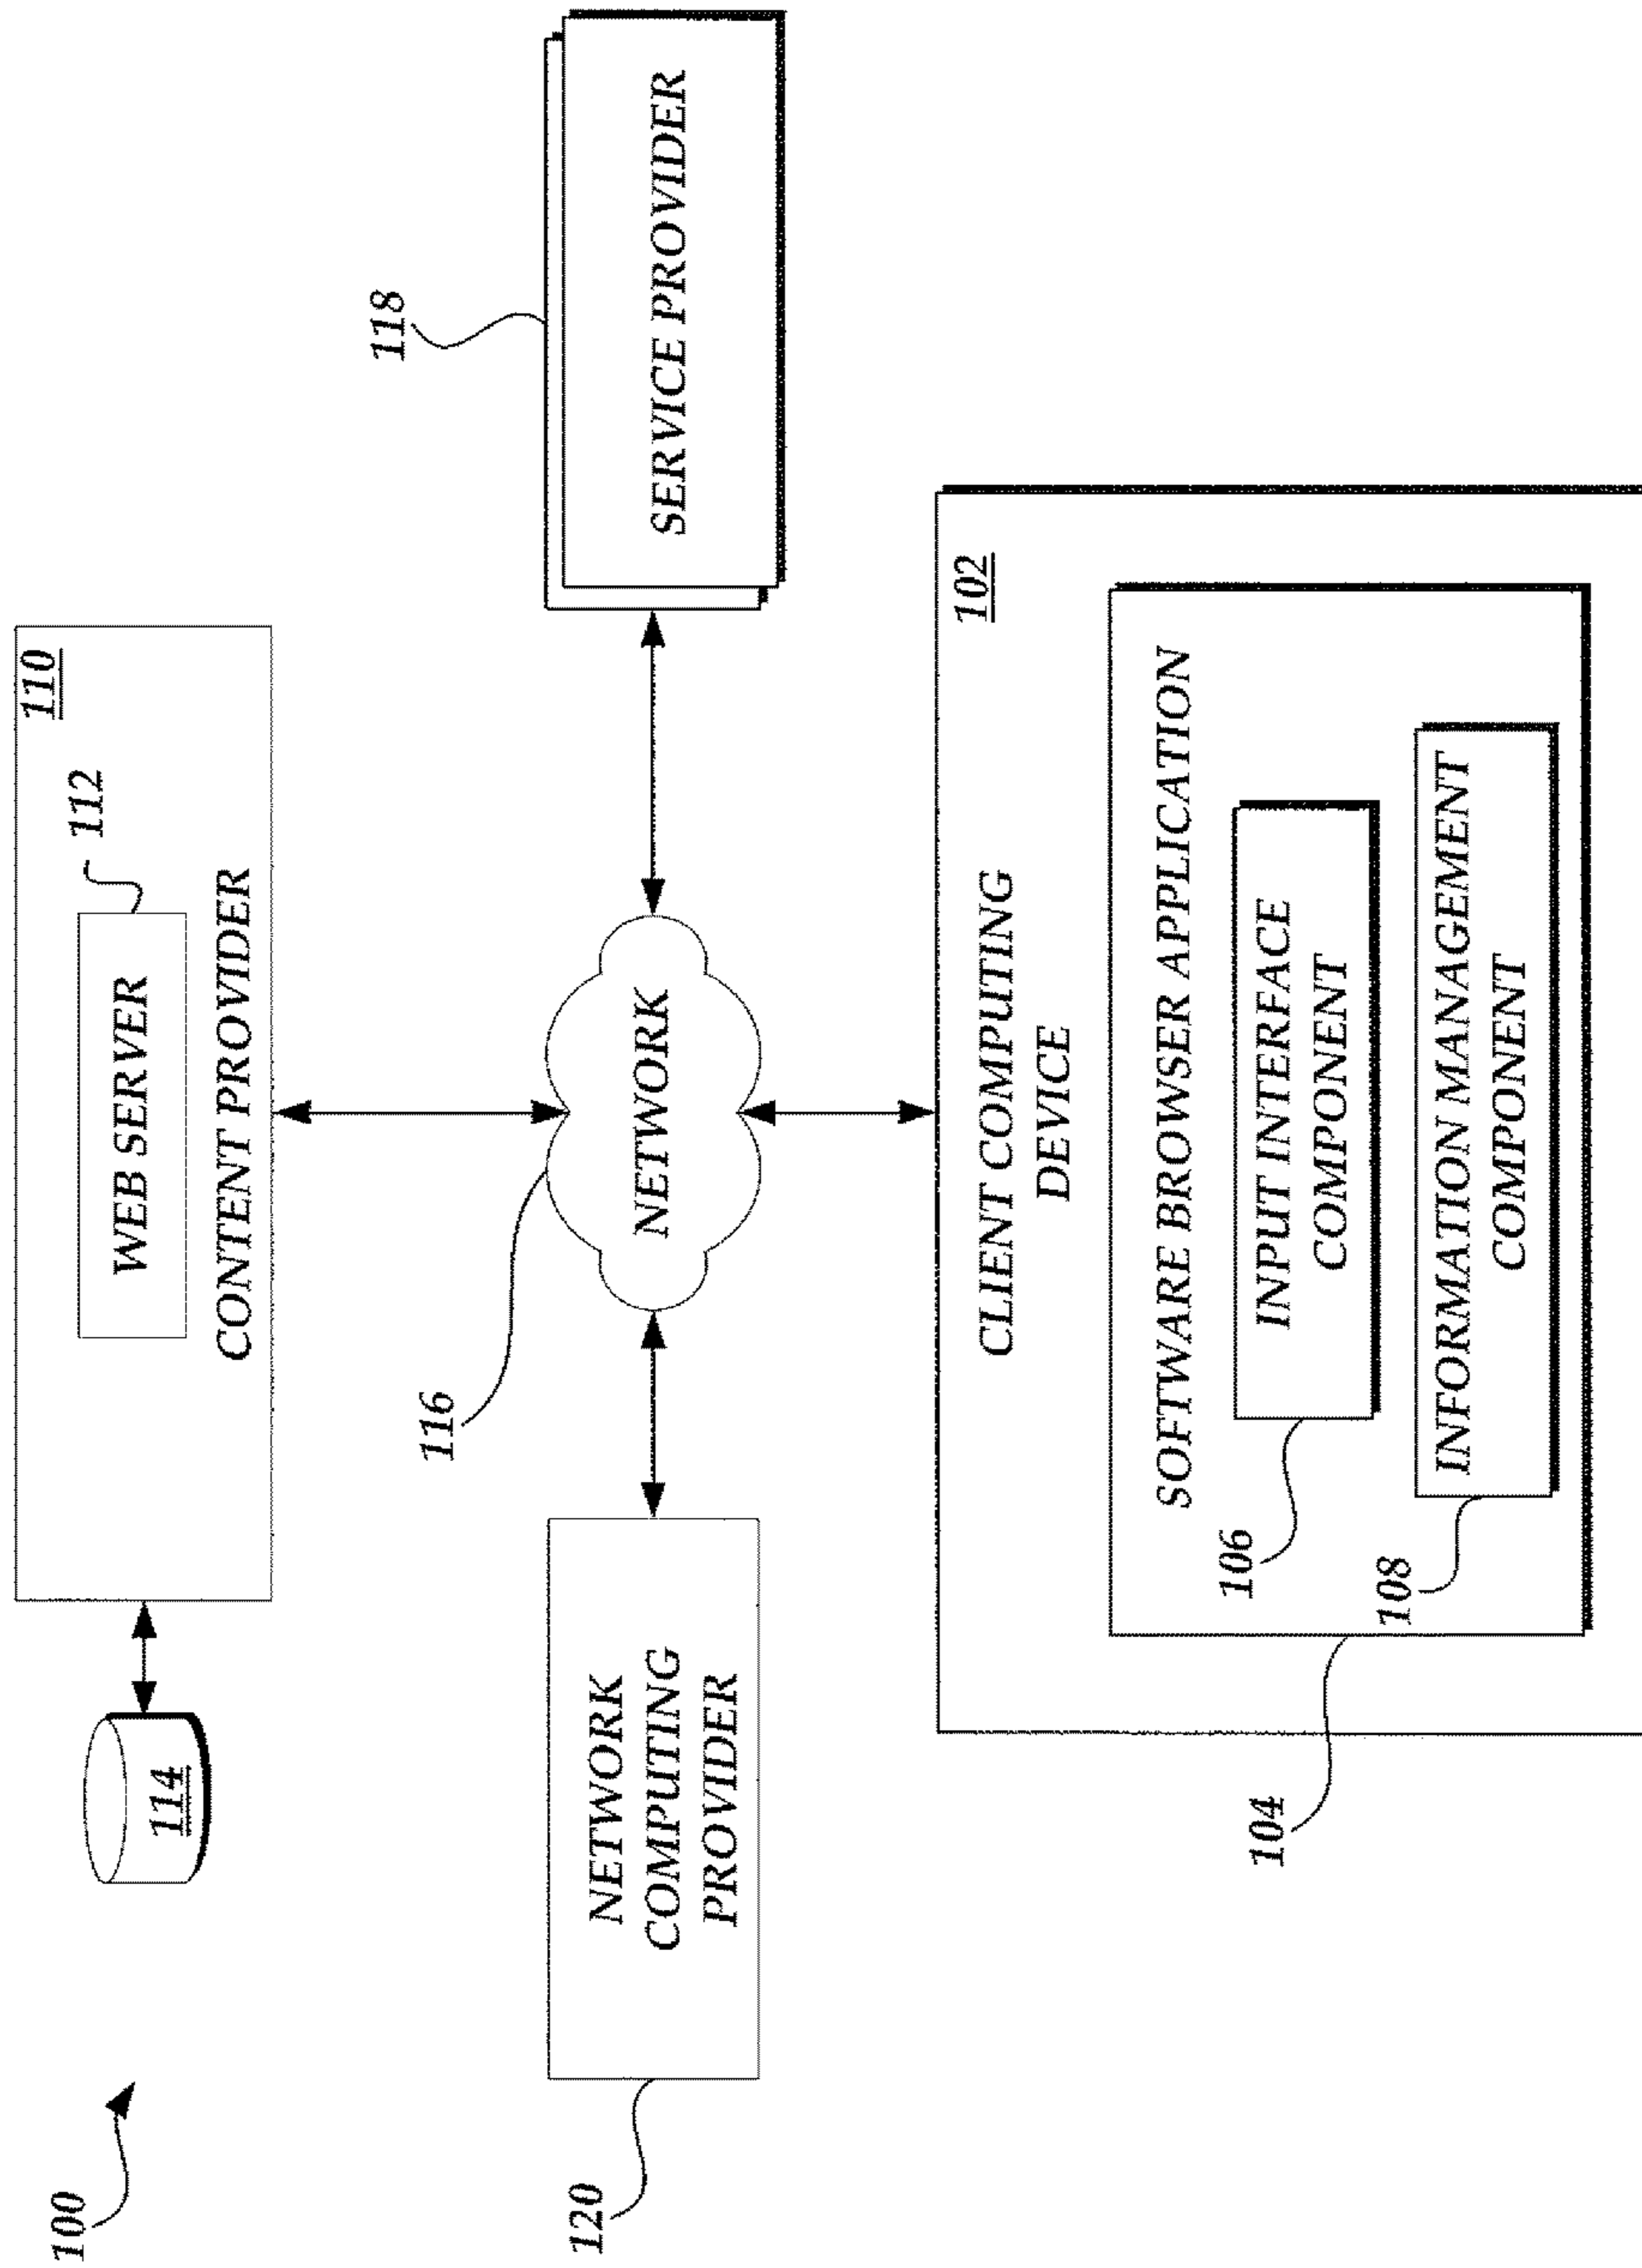 100
114
110
112
WEB SERVER
CONTENT PROVIDER
116
118
120
NETWORK
COMPUTING
PROVIDER
NETWORK
SERVICE PROVIDER
102
CLIENT COMPUTING
DEVICE
104
SOFTWARE BROWSER APPLICATION
106
INPUT INTERFACE
COMPONENT
108
INFORMATION MANAGEMENT
COMPONENT